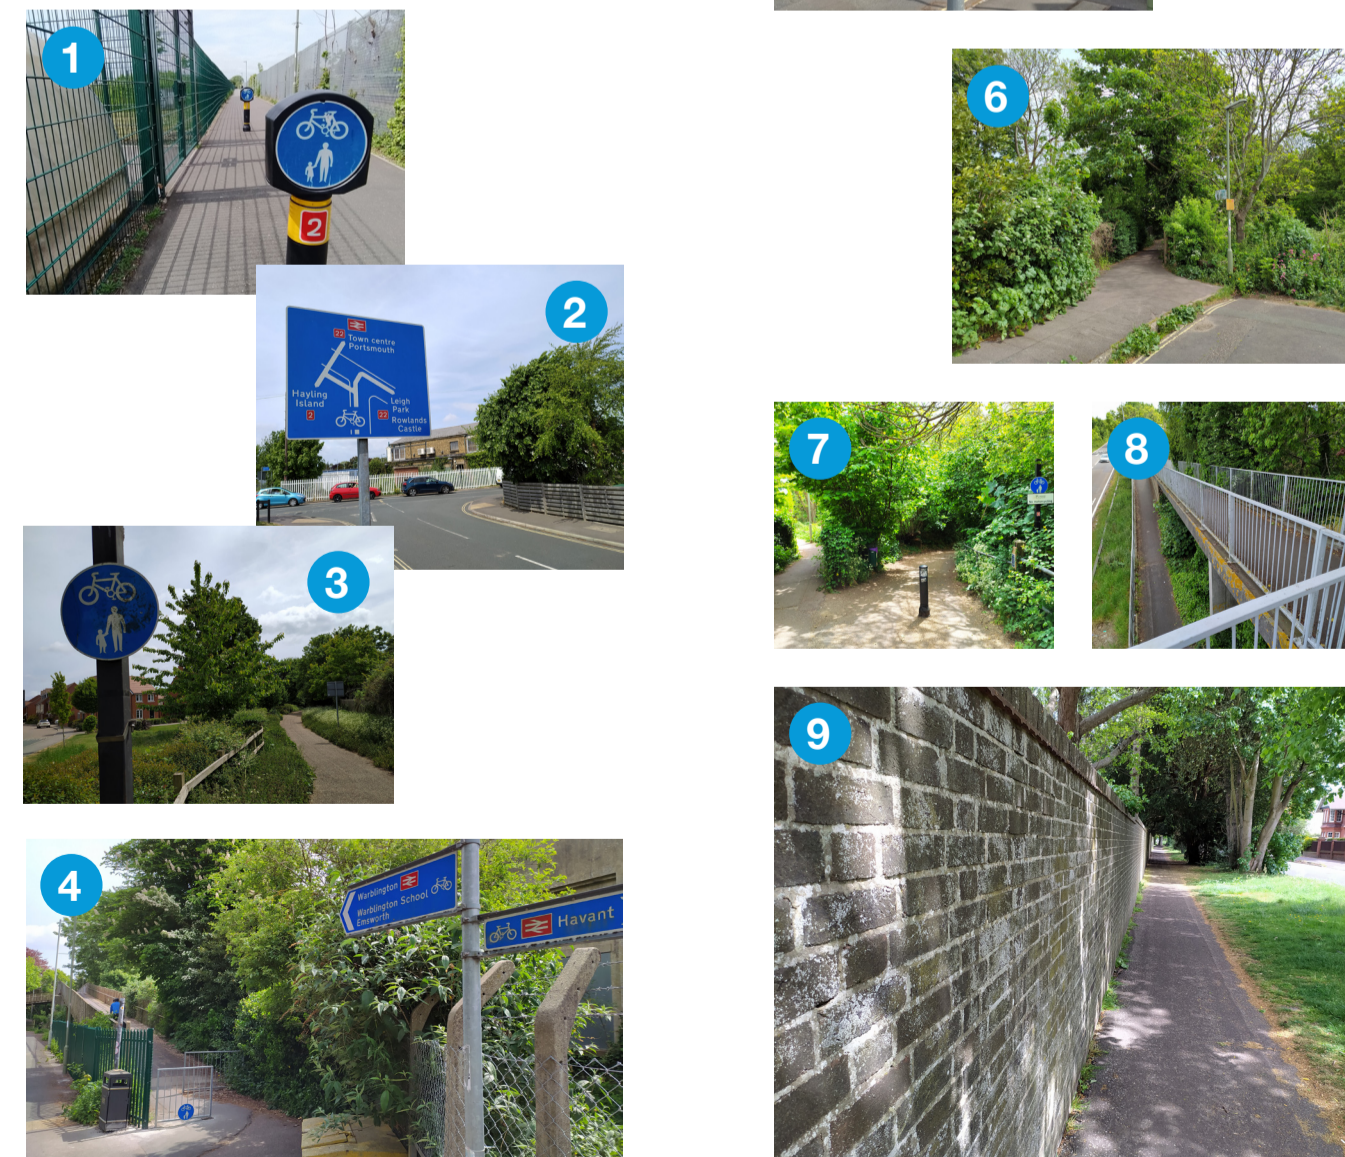 1
2
2
22
Town centre
Portsmouth
Hayling
Island
2
22
Leigh
Park
Rowlands
Castle
3
4
Warblington
Warblington School
Emsworth
Havant
6
7
8
9